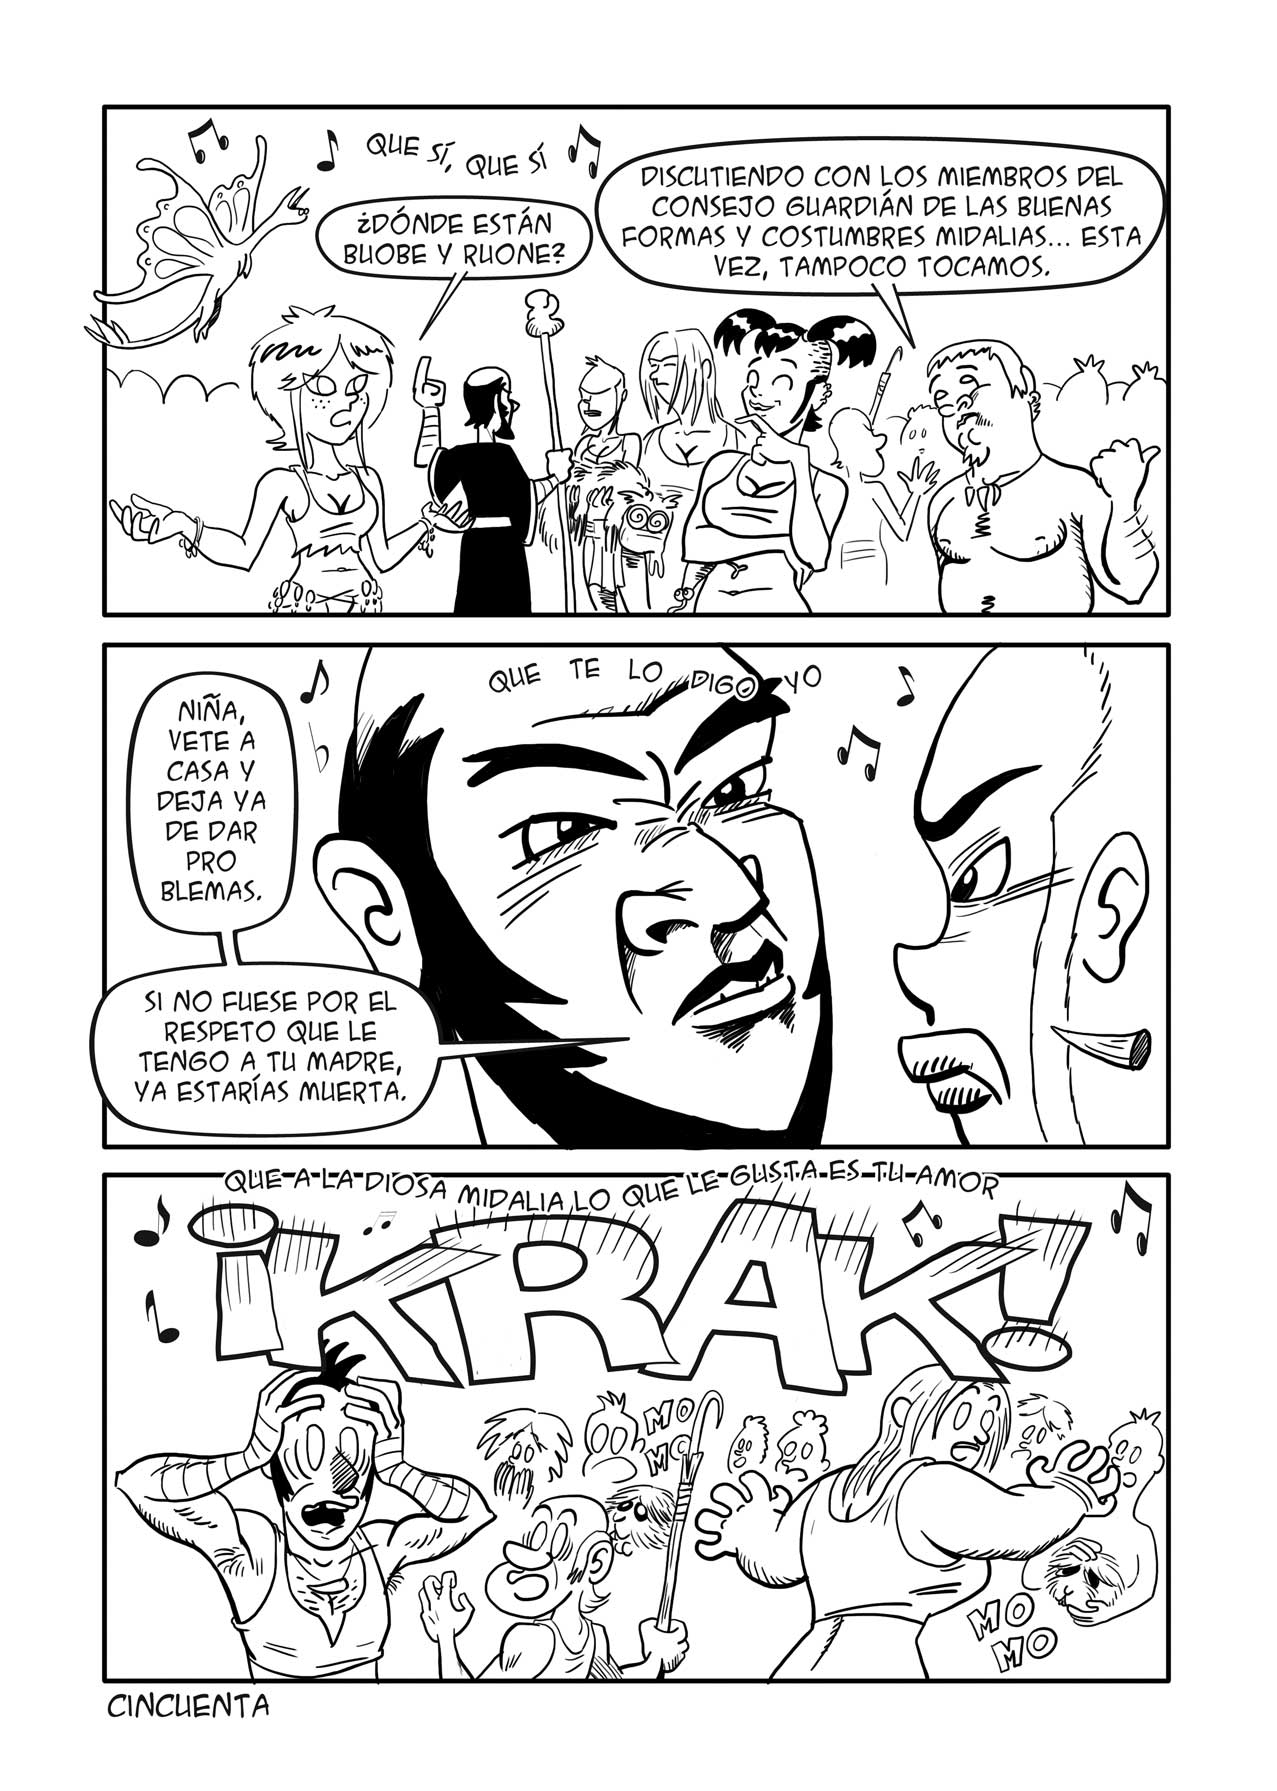 QUE SÍ, QUE SÍ
¿DÓNDE ESTÁN
BUOBE Y RUONE?
DISCUTIENDO CON LOS MIEMBROS DEL
CONSEJO GUARDIÁN DE LAS BUENAS
FORMAS Y COSTUMBRES MIDALIAS... ESTA
VEZ, TAMPOCO TOCAMOS.
QUE TE LO DIGO YO
NIÑA,
VETE A
CASA Y
DEJA YA
DE DAR
PRO
BLEMAS.
SI NO FUESE POR EL
RESPETO QUE LE
TENGO A TU MADRE,
YA ESTARÍAS MUERTA.
QUE A LA DIOSA MIDALIA LO QUE LE GUSTA ES TU AMOR
¡KRAK!
MO
MO
MO
MO
CINCUENTA